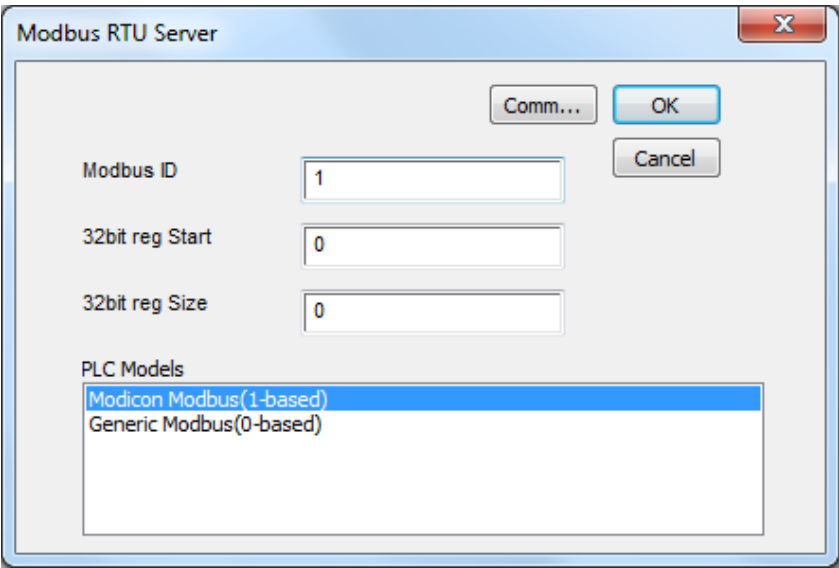 Modbus RTU Server
Comm... OK
Cancel
Modbus ID 1
32bit reg Start 0
32bit reg Size 0
PLC Models
Modicon Modbus(1-based)
Generic Modbus(0-based)